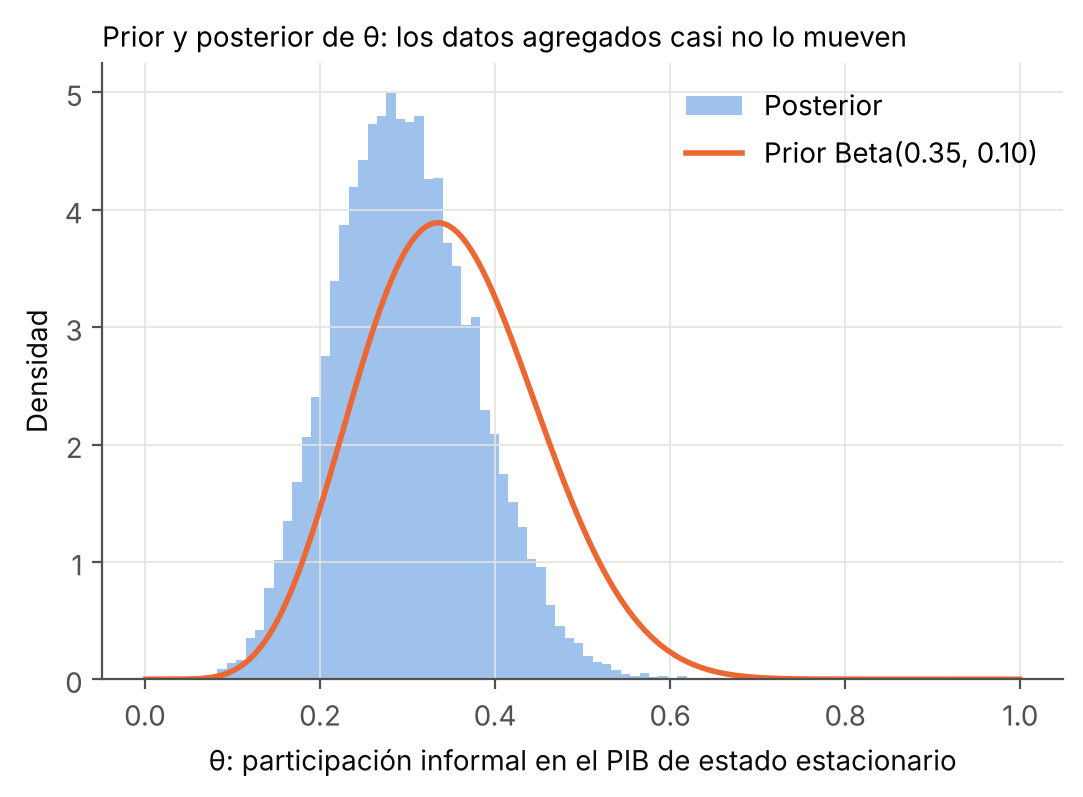 Prior y posterior de θ: los datos agregados casi no lo mueven
Posterior
Prior Beta(0.35, 0.10)
Densidad
5
4
3
2
1
0
0.0 0.2 0.4 0.6 0.8 1.0
θ: participación informal en el PIB de estado estacionario